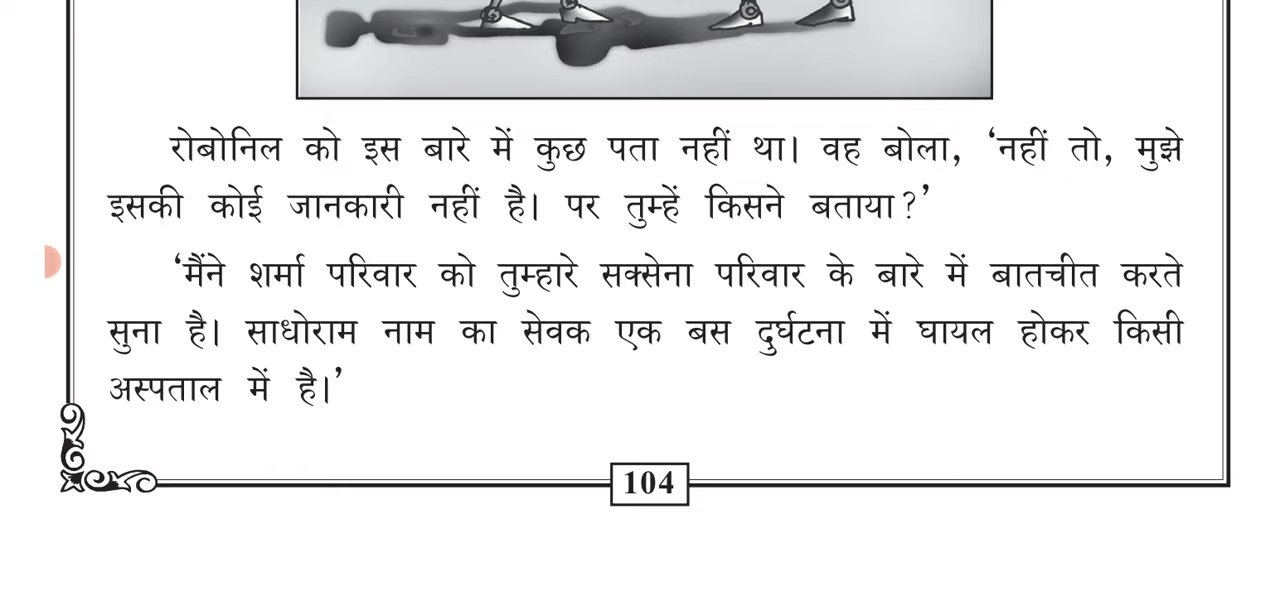 रोबोनिल को इस बारे में कुछ पता नहीं था। वह बोला, ‘नहीं तो, मुझे
इसकी कोई जानकारी नहीं है। पर तुम्हें किसने बताया?’
‘मैंने शर्मा परिवार को तुम्हारे सक्सेना परिवार के बारे में बातचीत करते
सुना है। साधोराम नाम का सेवक एक बस दुर्घटना में घायल होकर किसी
अस्पताल में है।’
104